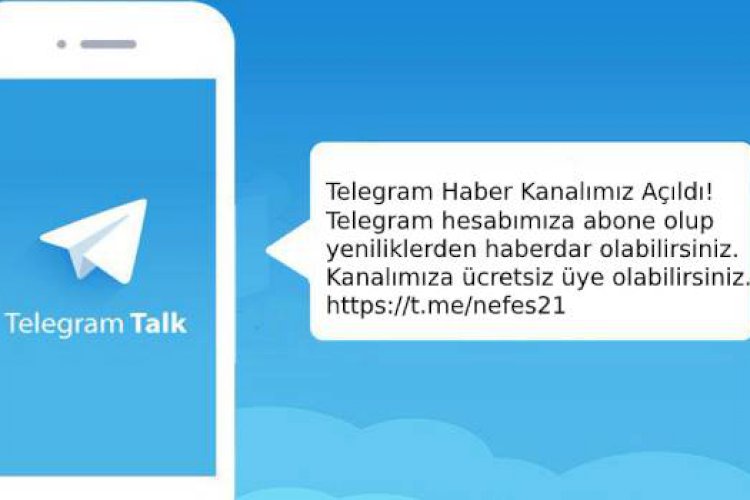 Telegram Talk
Telegram Haber Kanalımız Açıldı!
Telegram hesabımıza abone olup
yeniliklerden haberdar olabilirsiniz.
Kanalımıza ücretsiz üye olabilirsiniz.
https://t.me/nefes21